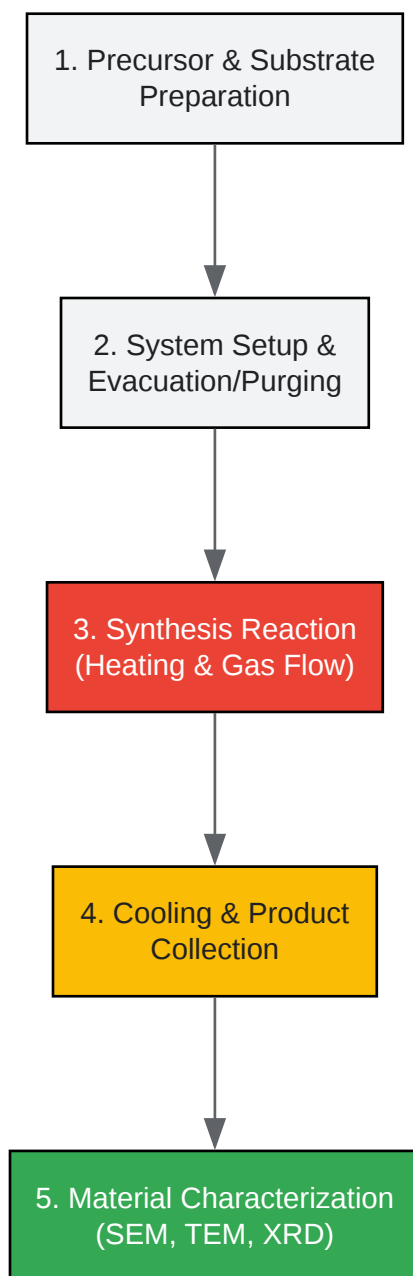 1. Precursor & Substrate
Preparation
2. System Setup &
Evacuation/Purging
3. Synthesis Reaction
(Heating & Gas Flow)
4. Cooling & Product
Collection
5. Material Characterization
(SEM, TEM, XRD)